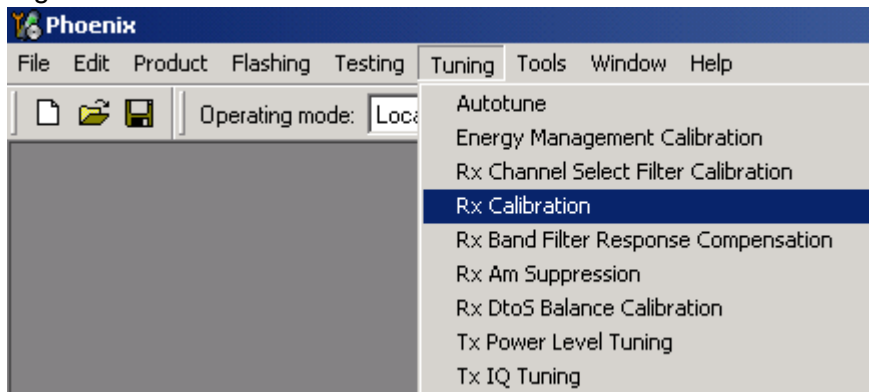 Phoenix
File Edit Product Flashing Testing Tuning Tools Window Help
Operating mode:
Autotune
Energy Management Calibration
Rx Channel Select Filter Calibration
Rx Calibration
Rx Band Filter Response Compensation
Rx Am Suppression
Rx DtoS Balance Calibration
Tx Power Level Tuning
Tx IQ Tuning